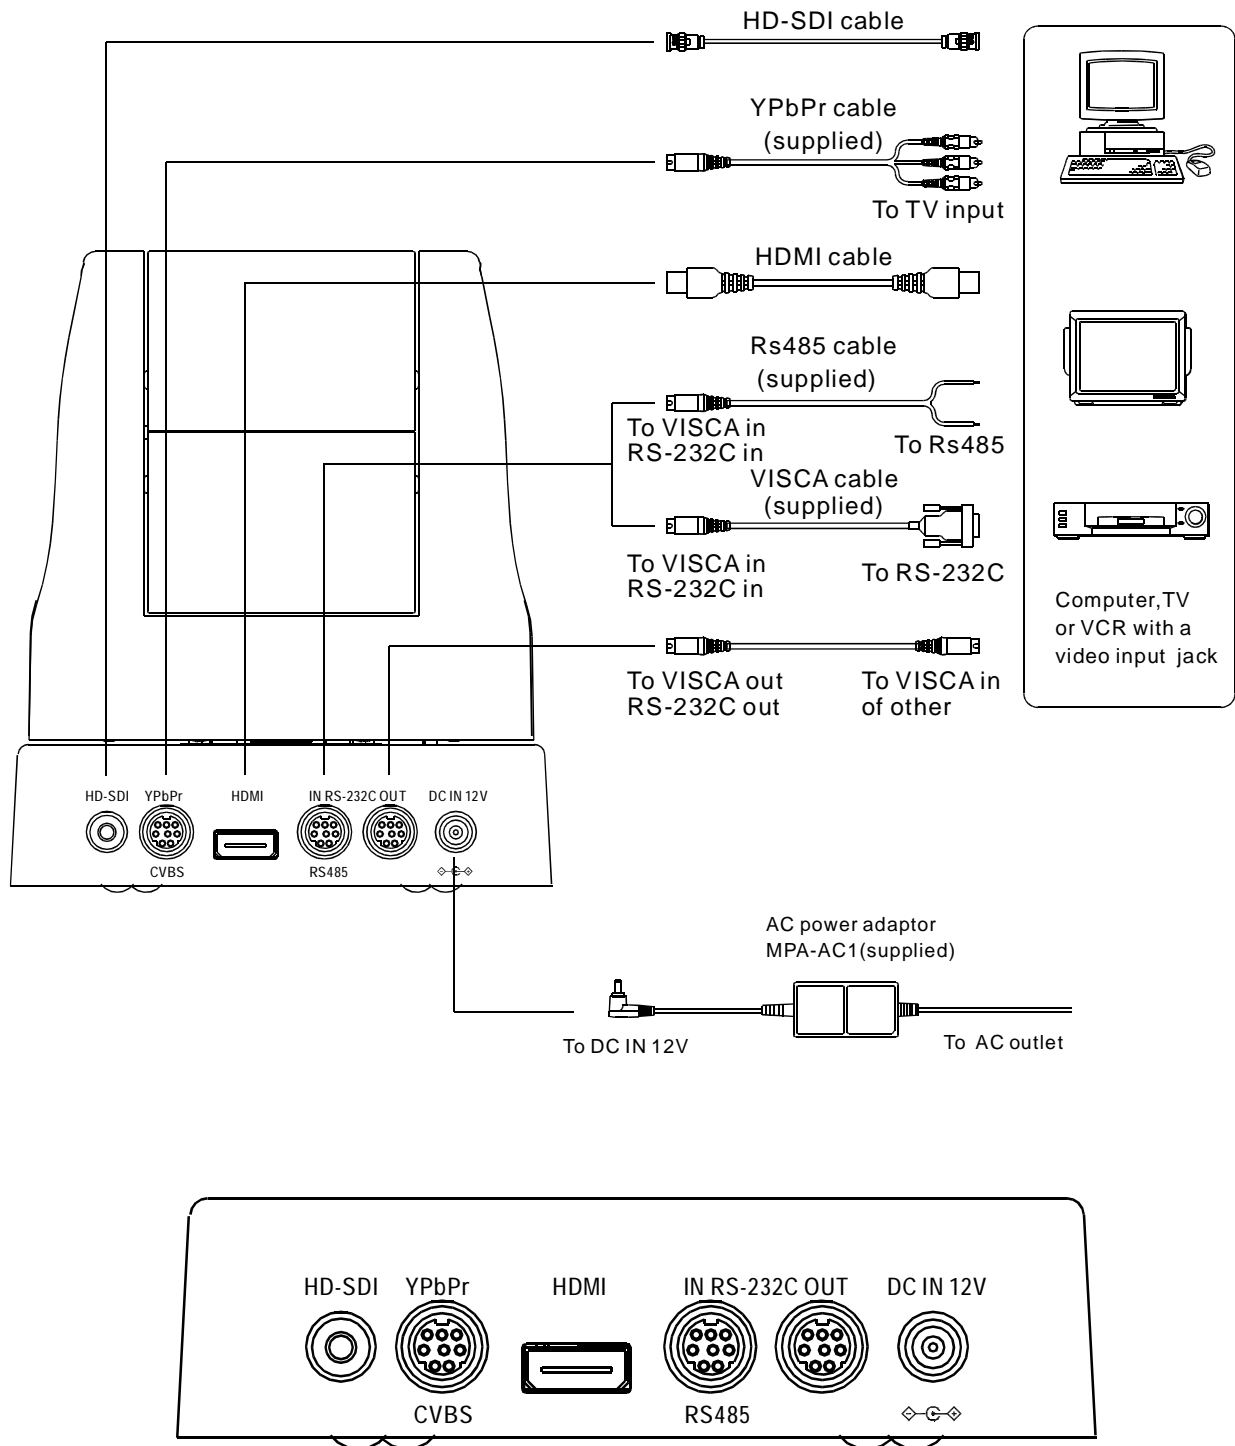 HD-SDI cable
YPbPr cable
(supplied)
To TV input
HDMI cable
Rs485 cable
(supplied)
To VISCA in
RS-232C in
To Rs485
VISCA cable
(supplied)
To VISCA in
RS-232C in
To RS-232C
To VISCA out
RS-232C out
To VISCA in
of other
Computer,TV
or VCR with a
video input jack
HD-SDI YPbPr HDMI IN RS-232C OUT DC IN 12V
CVBS RS485
AC power adaptor
MPA-AC1(supplied)
To DC IN 12V
To AC outlet
HD-SDI YPbPr HDMI IN RS-232C OUT DC IN 12V
CVBS RS485